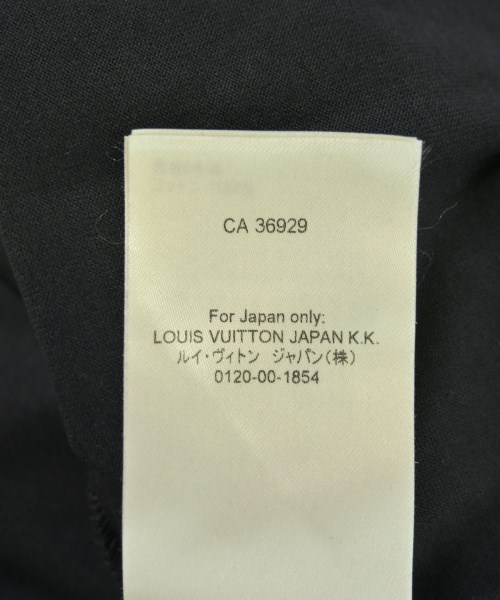 CA 36929
For Japan only:
LOUIS VUITTON JAPAN K.K.
ルイ・ヴィトン ジャパン(株)
0120-00-1854